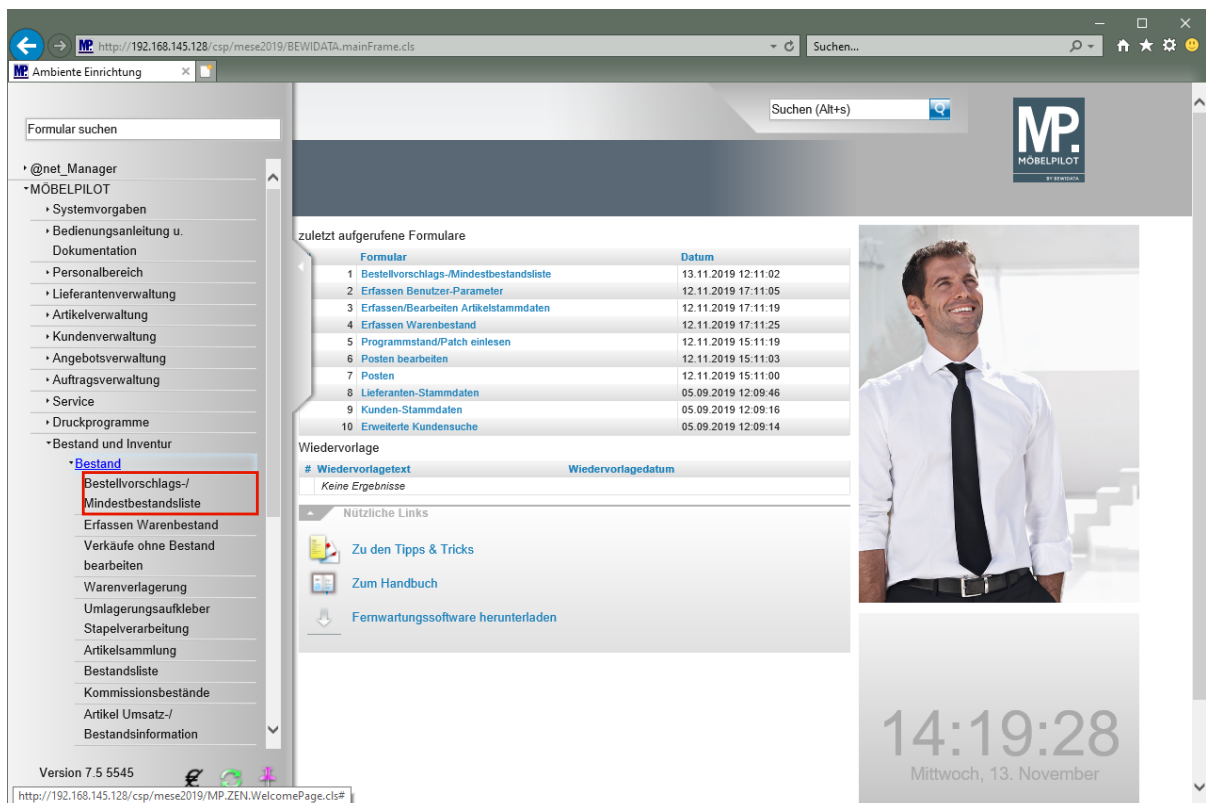 http://192.168.145.128/csp/mese2019/BEWIDATA.mainFrame.cls
Suchen...
MP. Ambiente Einrichtung
Suchen (Alt+s)
MP.
MÖBELPILOT
BY BEWIDATA
Formular suchen
@net_Manager
MÖBELPILOT
Systemvorgaben
Bedienungsanleitung u.
Dokumentation
Personalbereich
Lieferantenverwaltung
Artikelverwaltung
Kundenverwaltung
Angebotsverwaltung
Auftragsverwaltung
Service
Druckprogramme
Bestand und Inventur
Bestand
Bestellvorschlags-/
Mindestbestandsliste
Erfassen Warenbestand
Verkäufe ohne Bestand
bearbeiten
Warenverlagerung
Umlagerungsaufkleber
Stapelverarbeitung
Artikelsammlung
Bestandsliste
Kommissionsbestände
Artikel Umsatz-/
Bestandsinformation
Version 7.5 5545
http://192.168.145.128/csp/mese2019/MP.ZEN.WelcomePage.cls#
zuletzt aufgerufene Formulare
Formular Datum
1 Bestellvorschlags-/Mindestbestandsliste 13.11.2019 12:11:02
2 Erfassen Benutzer-Parameter 12.11.2019 17:11:05
3 Erfassen/Bearbeiten Artikelstammdaten 12.11.2019 17:11:19
4 Erfassen Warenbestand 12.11.2019 17:11:25
5 Programmstand/Patch einlesen 12.11.2019 15:11:19
6 Posten bearbeiten 12.11.2019 15:11:03
7 Posten 12.11.2019 15:11:00
8 Lieferanten-Stammdaten 05.09.2019 12:09:46
9 Kunden-Stammdaten 05.09.2019 12:09:16
10 Erweiterte Kundensuche 05.09.2019 12:09:14
Wiedervorlage
# Wiedervorlagetext Wiedervorlagedatum
Keine Ergebnisse
Nützliche Links
Zu den Tipps & Tricks
Zum Handbuch
Fernwartungssoftware herunterladen
14:19:28
Mittwoch, 13. November